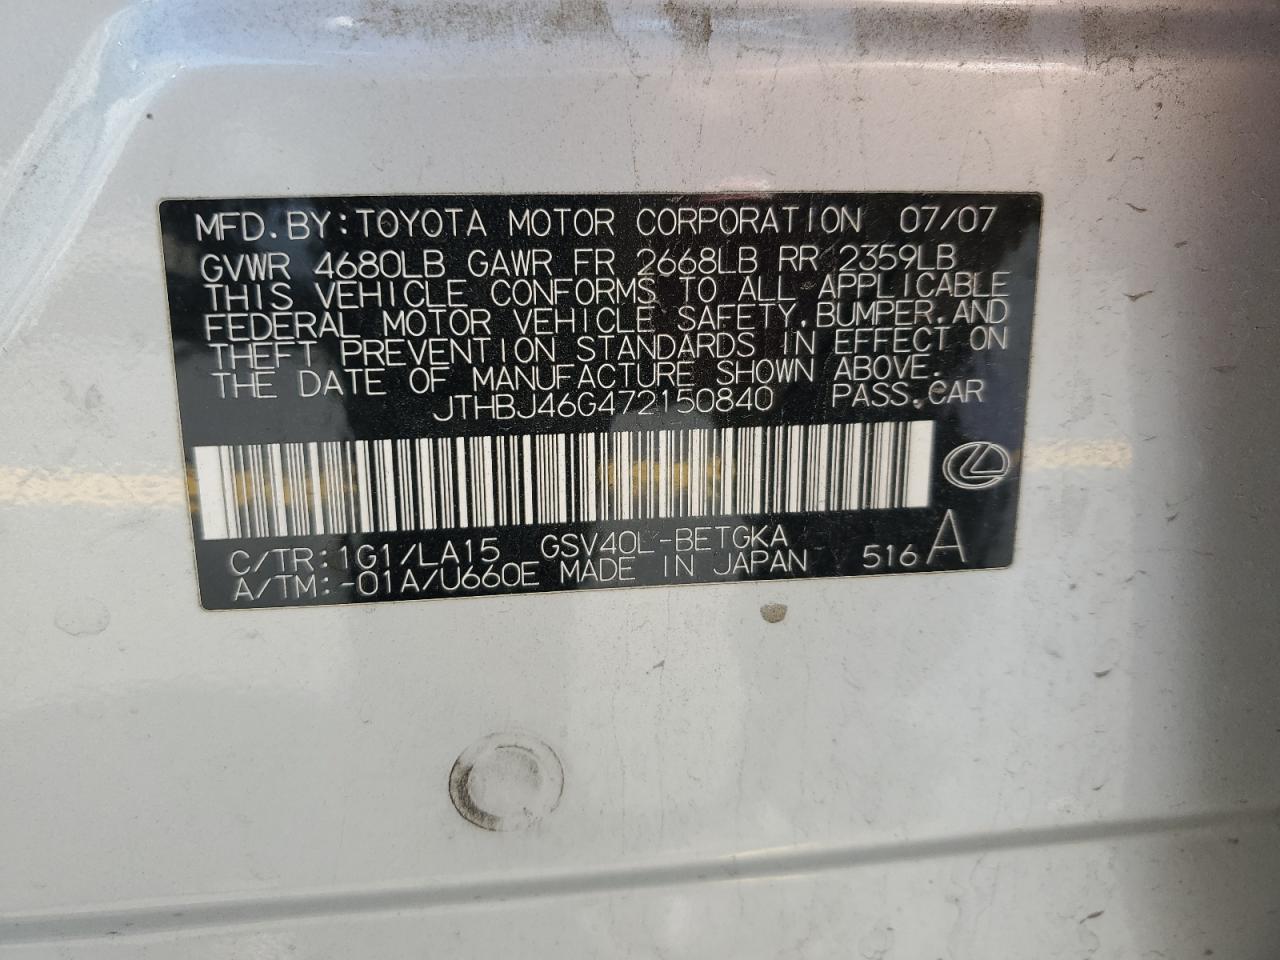 MFD. BY: TOYOTA MOTOR CORPORATION 07/07
GVWR 4680LB GAWR FR 2668LB RR 2359LB
THIS VEHICLE CONFORMS TO ALL APPLICABLE
FEDERAL MOTOR VEHICLE SAFETY, BUMPER, AND
THEFT PREVENTION STANDARDS IN EFFECT ON
THE DATE OF MANUFACTURE SHOWN ABOVE.
JTHBJ46G472150840 PASS. CAR
C/TR: 1G1/LA15 GSV40L-BETGKA
A/TM: -01A/U660E MADE IN JAPAN 516 A